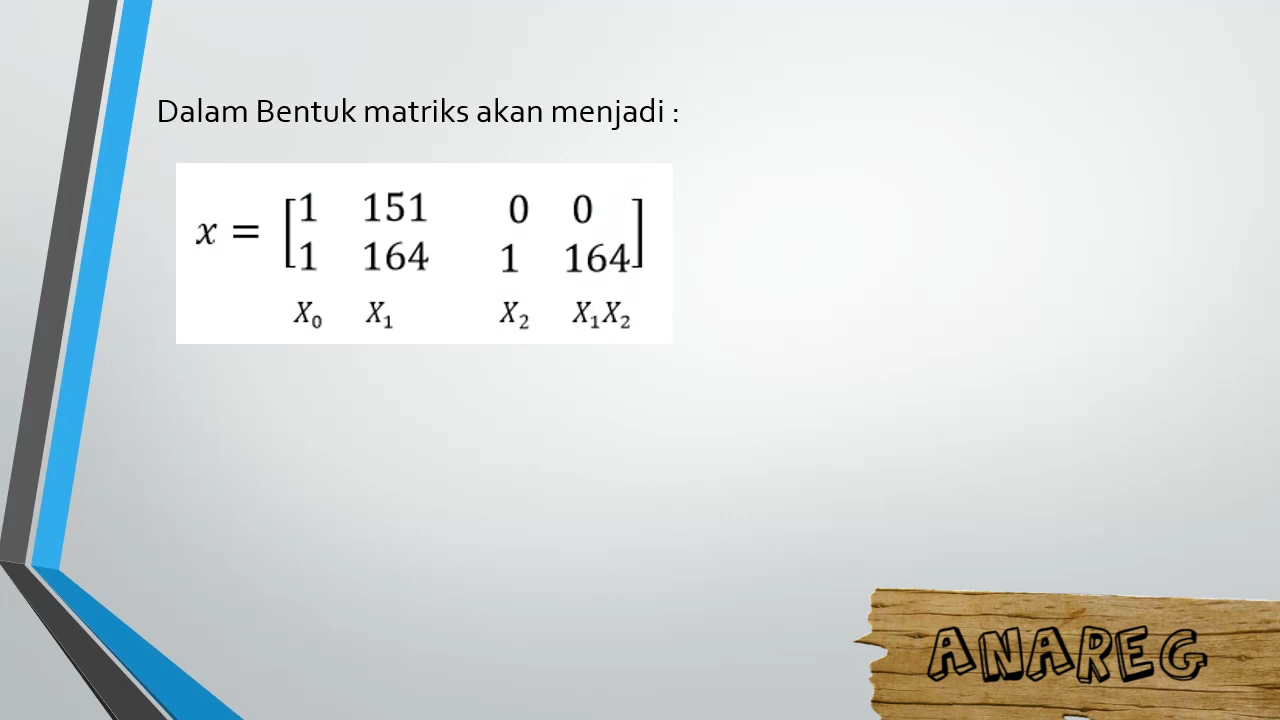 Dalam Bentuk matriks akan menjadi :
x = [1 151 0 0
1 164 1 164]
X₀ X₁ X₂ X₁X₂
ANAREG